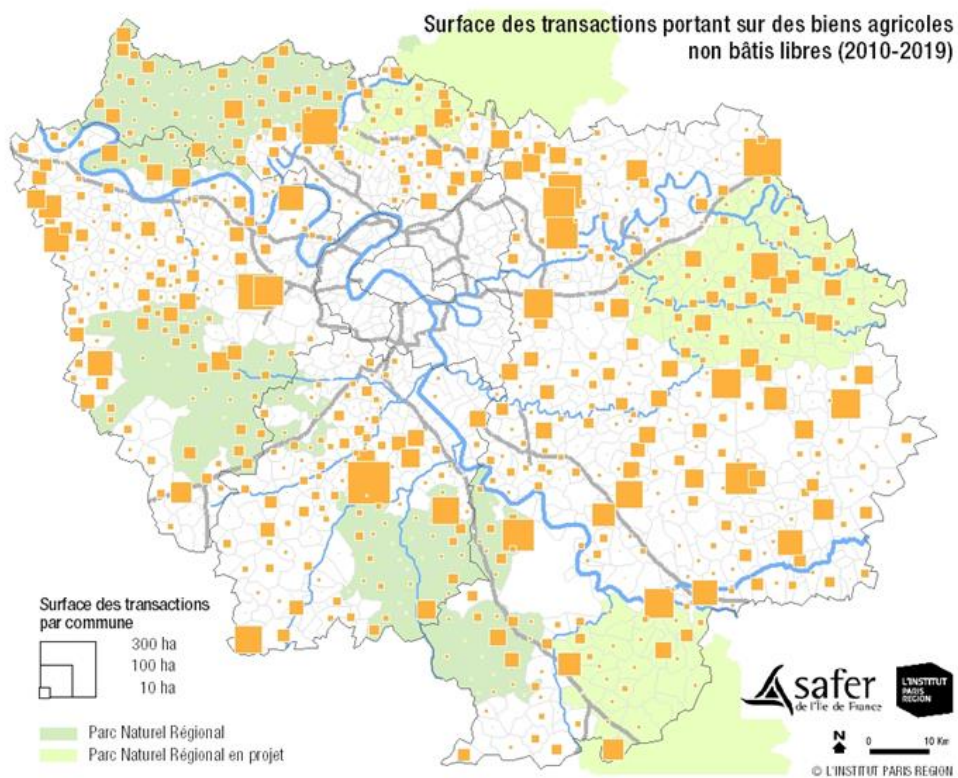 Surface des transactions portant sur des biens agricoles
non bâtis libres (2010-2019)
Surface des transactions
par commune
300 ha
100 ha
10 ha
Parc Naturel Régional
Parc Naturel Régional en projet
safer
de l'Île de France
L'INSTITUT
PARIS
REGION
N
0 10 Km
© L'INSTITUT PARIS REGION